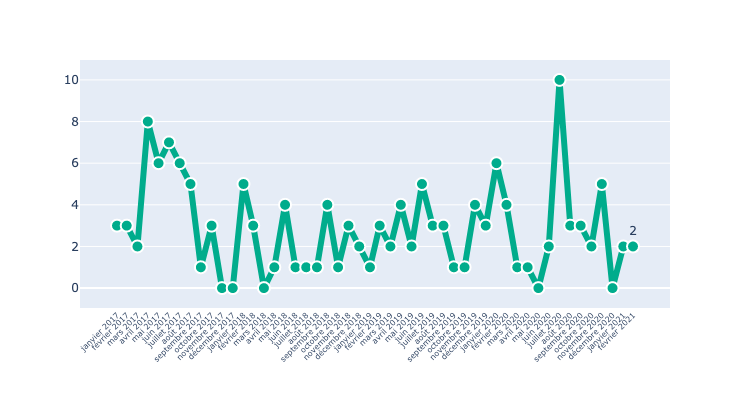 10
8
6
4
2
0
2
janvier 2017
février 2017
mars 2017
avril 2017
mai 2017
juin 2017
juillet 2017
août 2017
septembre 2017
octobre 2017
novembre 2017
décembre 2017
janvier 2018
février 2018
mars 2018
avril 2018
mai 2018
juin 2018
juillet 2018
août 2018
septembre 2018
octobre 2018
novembre 2018
décembre 2018
janvier 2019
février 2019
mars 2019
avril 2019
mai 2019
juin 2019
juillet 2019
août 2019
septembre 2019
octobre 2019
novembre 2019
décembre 2019
janvier 2020
février 2020
mars 2020
avril 2020
mai 2020
juin 2020
juillet 2020
août 2020
septembre 2020
octobre 2020
novembre 2020
décembre 2020
janvier 2021
février 2021